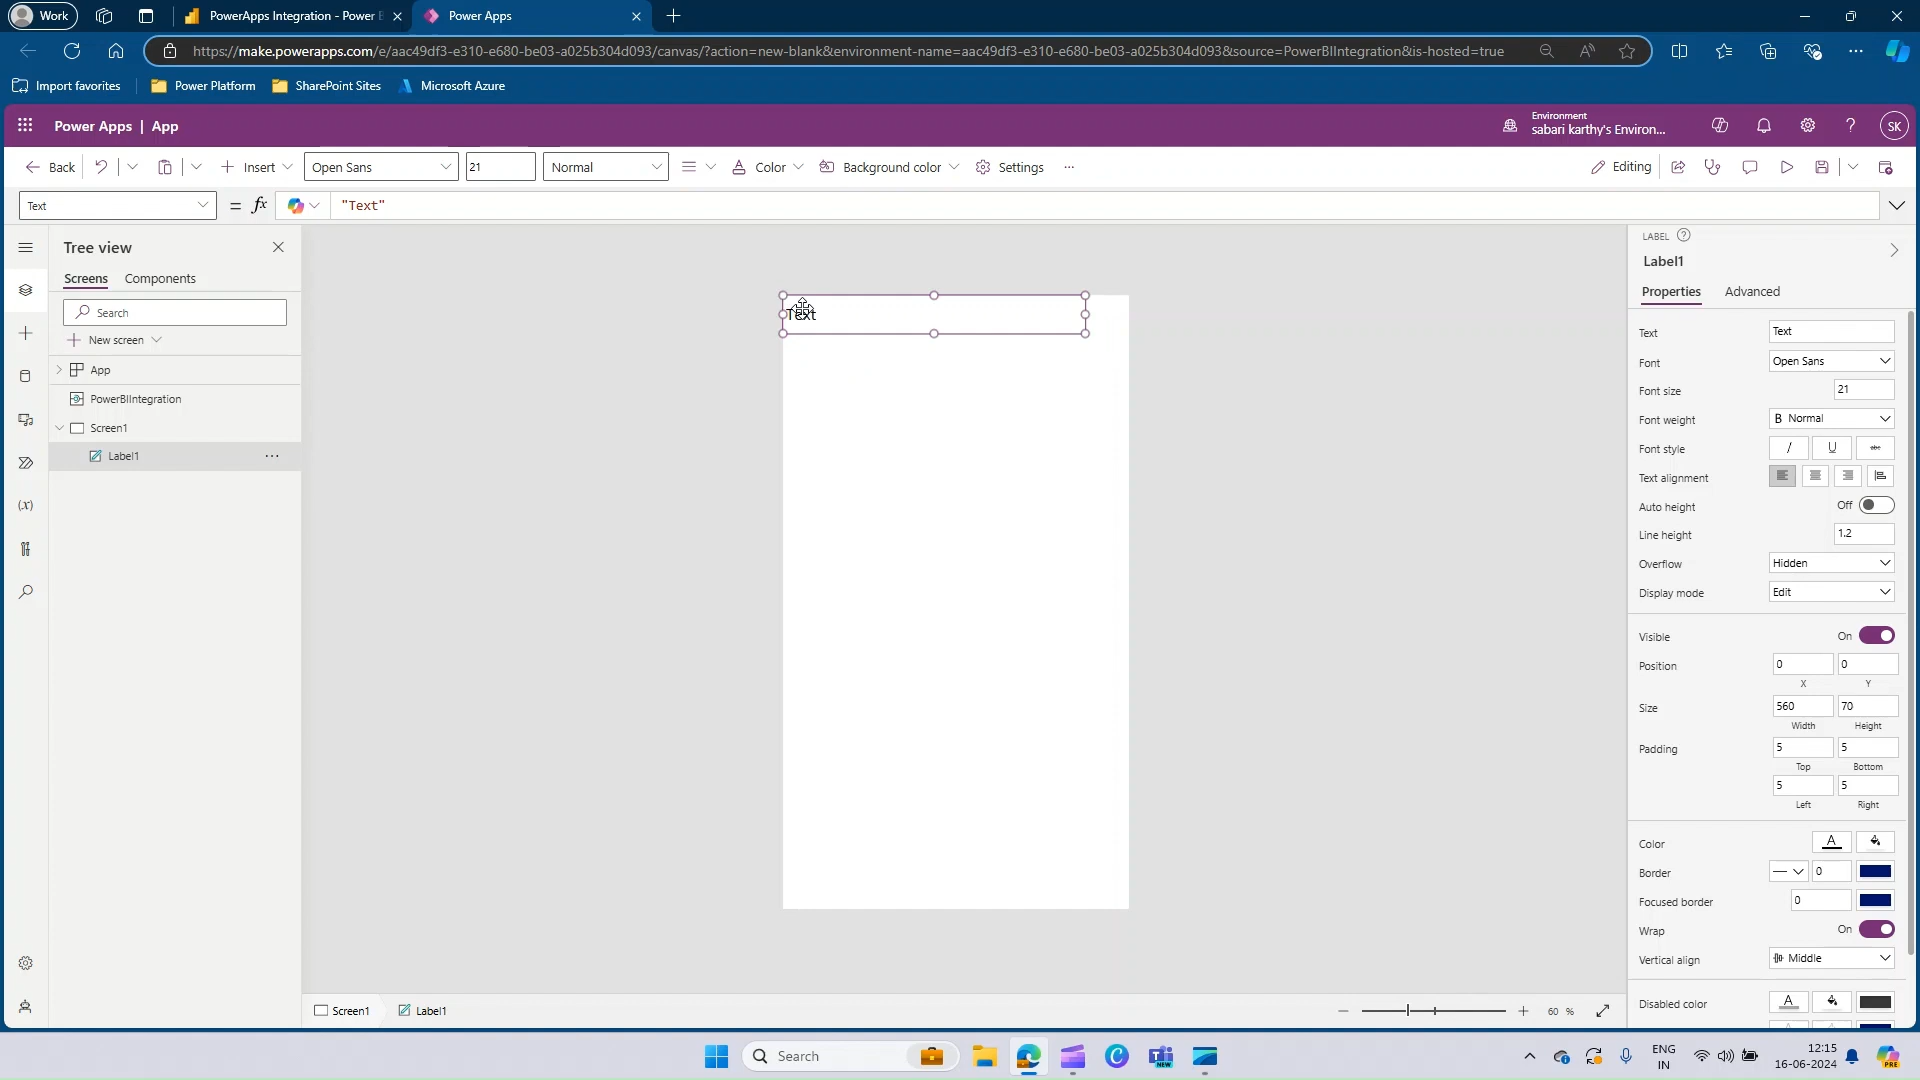 Work
PowerApps Integration - Power B
Power Apps
https://make.powerapps.com/e/aac49df3-e310-e680-be03-a025b304d093/canvas/?action=new-blank&environment-name=aac49df3-e310-e680-be03-a025b304d093&source=PowerBIIntegration&is-hosted=true
Import favorites
Power Platform
SharePoint Sites
Microsoft Azure
Power Apps | App
Environment
sabari karthy's Environ...
SK
Back
Insert
Open Sans
21
Normal
Color
Background color
Settings
Editing
Text
= fx
"Text"
Tree view
Screens
Components
Search
New screen
App
PowerBIIntegration
Screen1
Label1
Text
LABEL
Label1
Properties
Advanced
Text
Text
Font
Open Sans
Font size
21
Font weight
B Normal
Font style
/ U abc
Text alignment
Auto height
Off
Line height
1.2
Overflow
Hidden
Display mode
Edit
Visible
On
Position
0 0
X Y
Size
560 70
Width Height
Padding
5 5
Top Bottom
5 5
Left Right
Color
A
Border
0
Focused border
0
Wrap
On
Vertical align
Middle
Disabled color
A
Screen1
Label1
60 %
Search
ENG
IN
12:15
16-06-2024